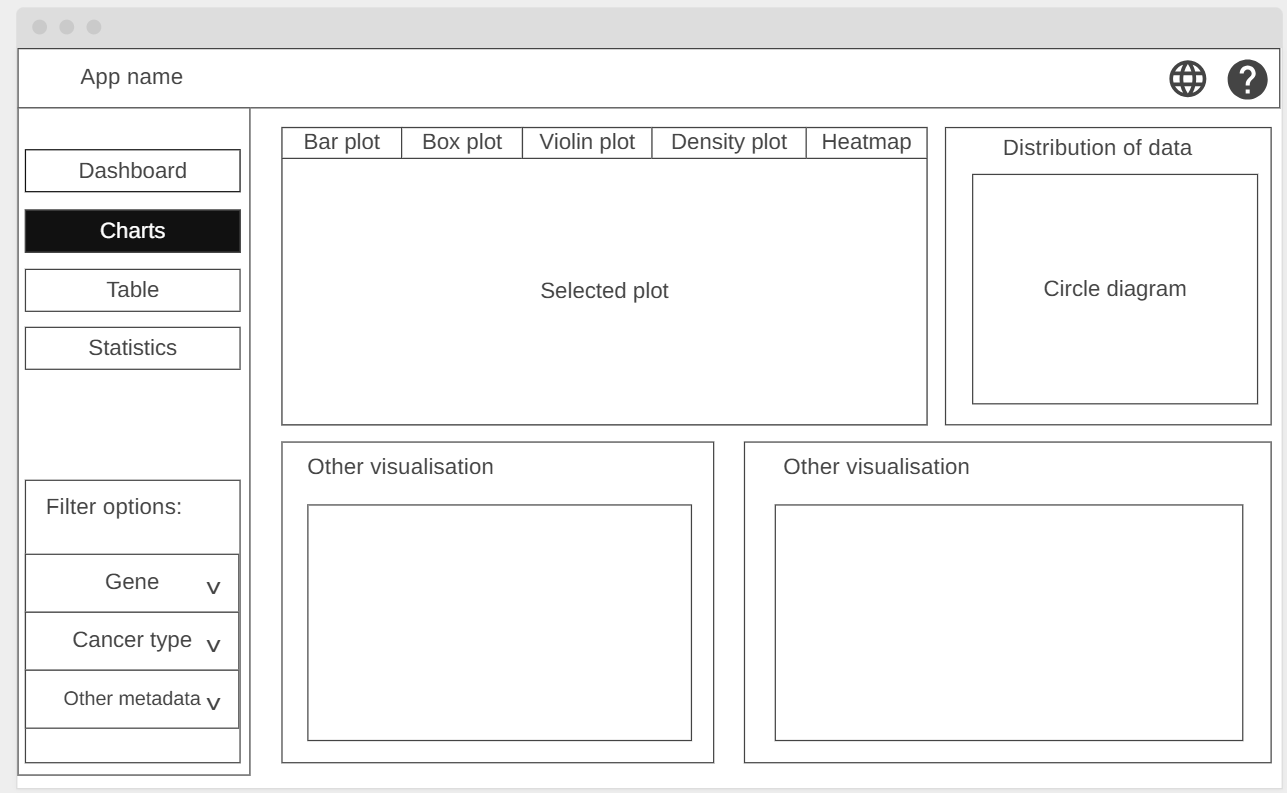 App name
Dashboard
Charts
Table
Statistics
Filter options:
Gene v
Cancer type v
Other metadata v
Bar plot Box plot Violin plot Density plot Heatmap
Selected plot
Distribution of data
Circle diagram
Other visualisation
Other visualisation